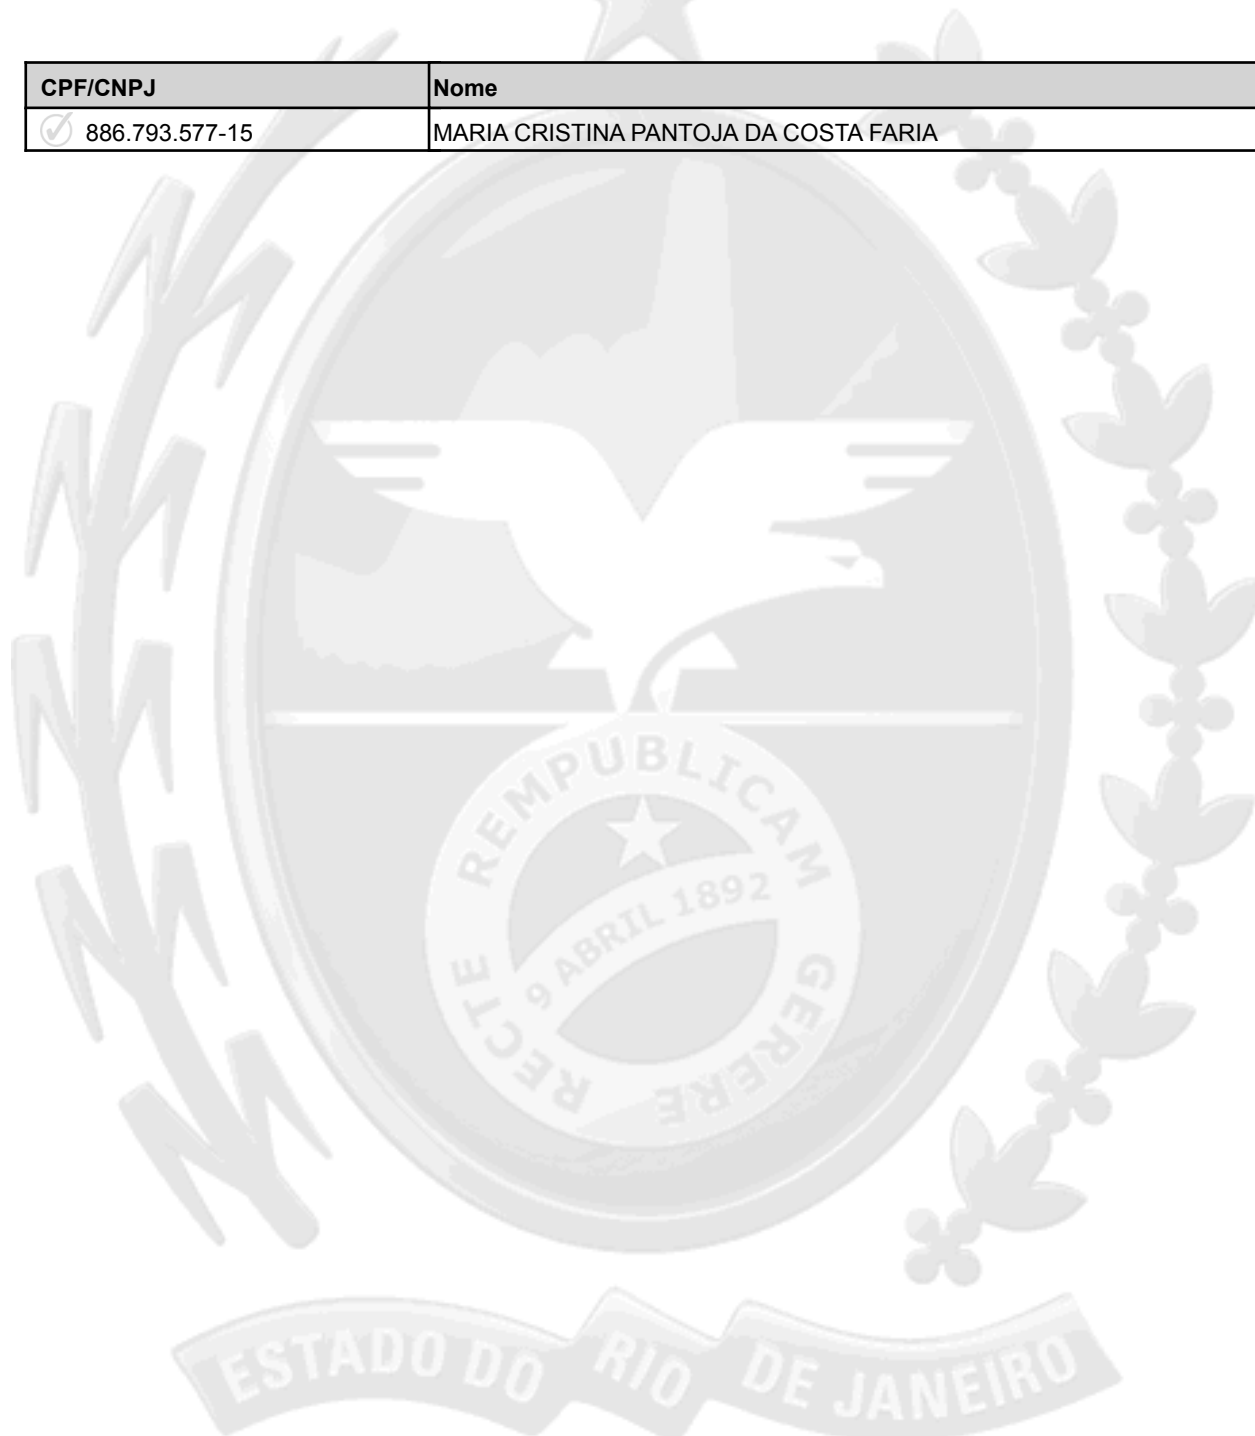 CPF/CNPJ Nome
886.793.577-15 MARIA CRISTINA PANTOJA DA COSTA FARIA
REMPUBLICAM
9 ABRIL 1892
RECTE GERERE
ESTADO DO RIO DE JANEIRO